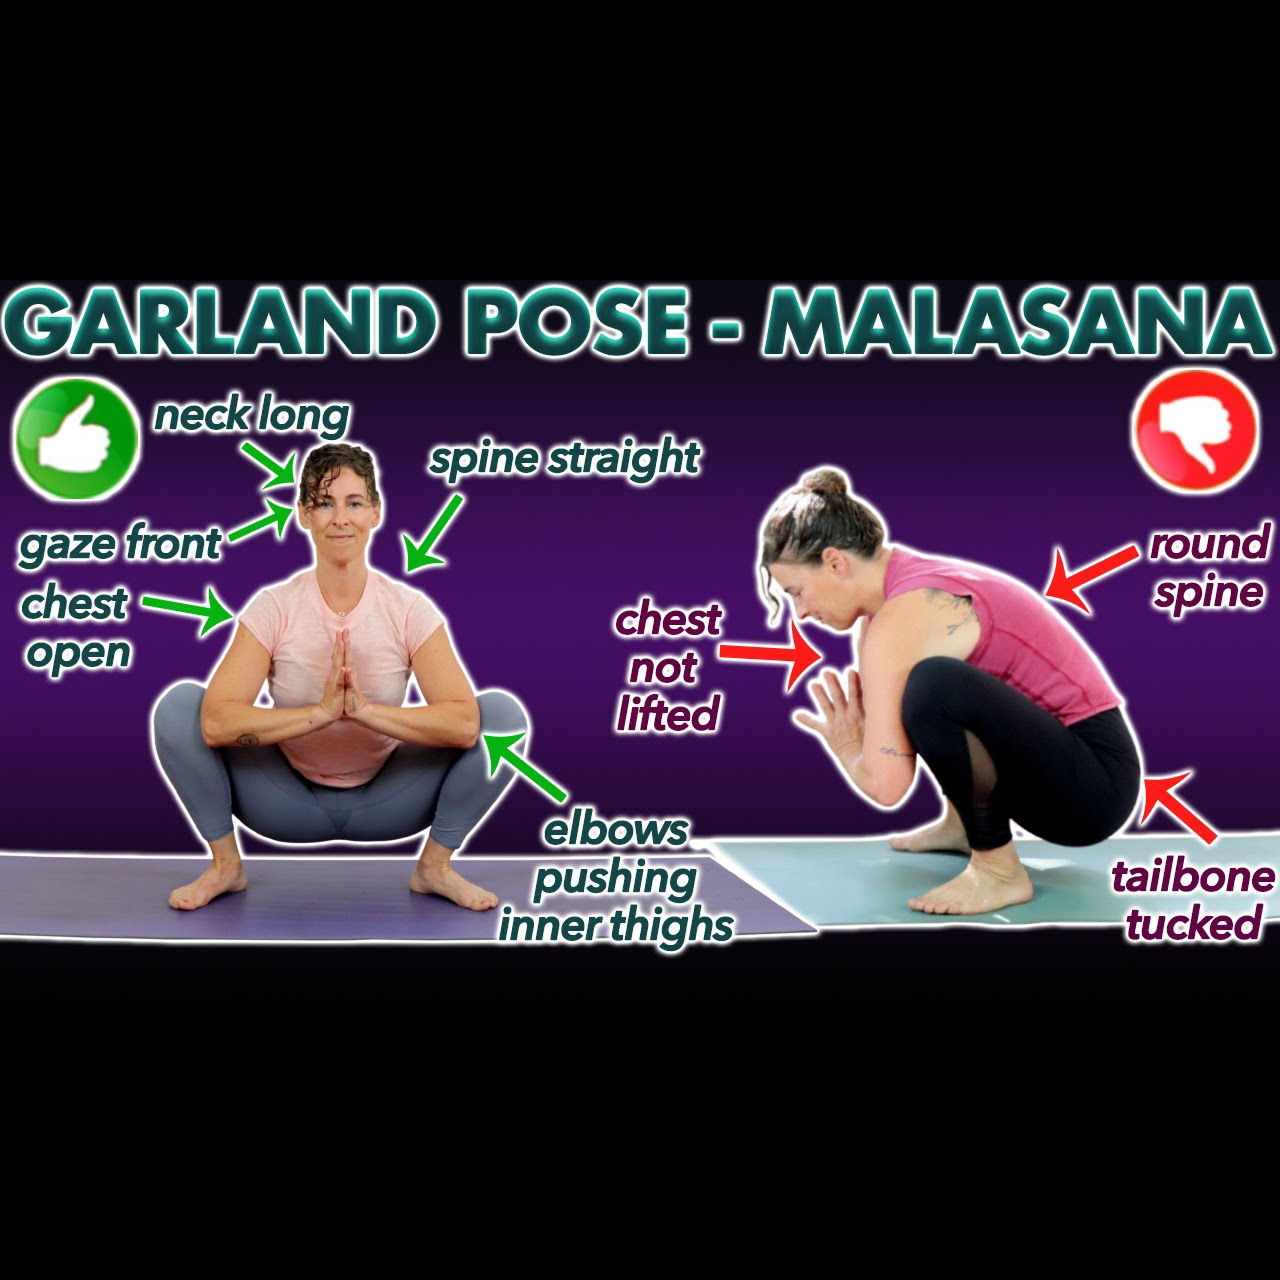 GARLAND POSE - MALASANA
neck long
spine straight
gaze front
chest
open
elbows
pushing
inner thighs
chest
not
lifted
round
spine
tailbone
tucked